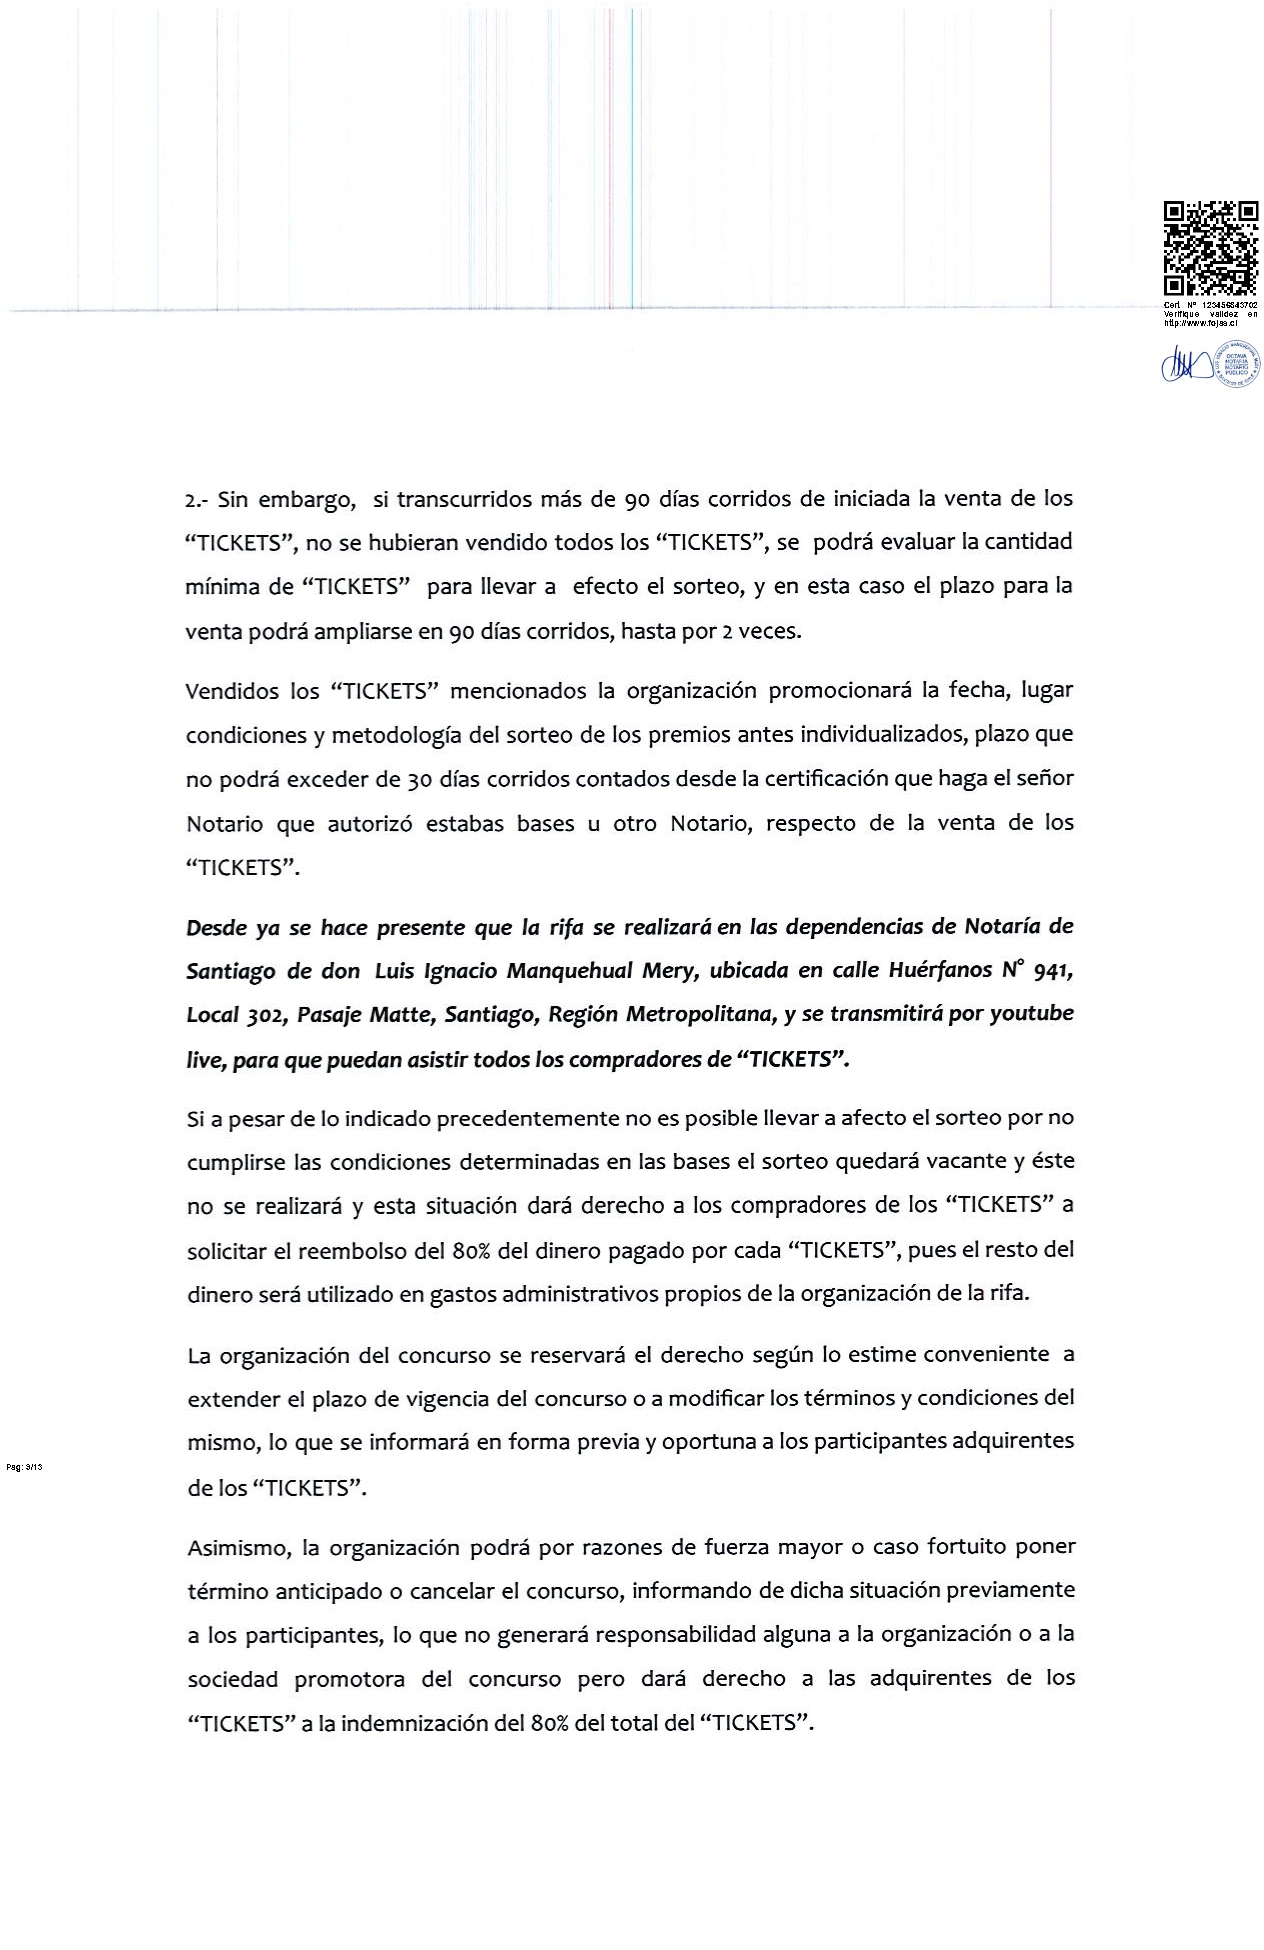 Cert. Nº 123456843702
Verifique validez en
http://www.fojas.cl
OCTAVA
NOTARIA
NOTARIO
PÚBLICO
2.- Sin embargo, si transcurridos más de 90 días corridos de iniciada la venta de los
“TICKETS”, no se hubieran vendido todos los “TICKETS”, se podrá evaluar la cantidad
mínima de “TICKETS” para llevar a efecto el sorteo, y en esta caso el plazo para la
venta podrá ampliarse en 90 días corridos, hasta por 2 veces.
Vendidos los “TICKETS” mencionados la organización promocionará la fecha, lugar
condiciones y metodología del sorteo de los premios antes individualizados, plazo que
no podrá exceder de 30 días corridos contados desde la certificación que haga el señor
Notario que autorizó estabas bases u otro Notario, respecto de la venta de los
“TICKETS”.
Desde ya se hace presente que la rifa se realizará en las dependencias de Notaría de
Santiago de don Luis Ignacio Manquehual Mery, ubicada en calle Huérfanos N° 941,
Local 302, Pasaje Matte, Santiago, Región Metropolitana, y se transmitirá por youtube
live, para que puedan asistir todos los compradores de “TICKETS”.
Si a pesar de lo indicado precedentemente no es posible llevar a afecto el sorteo por no
cumplirse las condiciones determinadas en las bases el sorteo quedará vacante y éste
no se realizará y esta situación dará derecho a los compradores de los “TICKETS” a
solicitar el reembolso del 80% del dinero pagado por cada “TICKETS”, pues el resto del
dinero será utilizado en gastos administrativos propios de la organización de la rifa.
La organización del concurso se reservará el derecho según lo estime conveniente a
extender el plazo de vigencia del concurso o a modificar los términos y condiciones del
mismo, lo que se informará en forma previa y oportuna a los participantes adquirentes
de los “TICKETS”.
Pag: 9/13
Asimismo, la organización podrá por razones de fuerza mayor o caso fortuito poner
término anticipado o cancelar el concurso, informando de dicha situación previamente
a los participantes, lo que no generará responsabilidad alguna a la organización o a la
sociedad promotora del concurso pero dará derecho a las adquirentes de los
“TICKETS” a la indemnización del 80% del total del “TICKETS”.